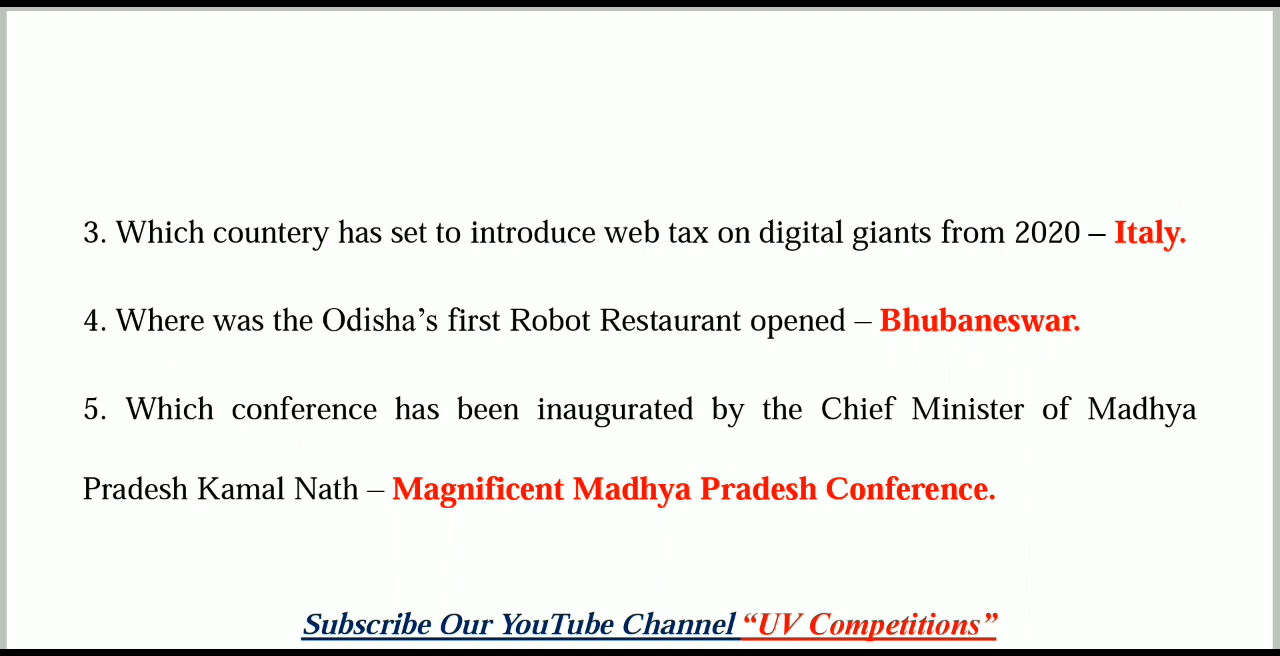 3. Which countery has set to introduce web tax on digital giants from 2020 – Italy.
4. Where was the Odisha’s first Robot Restaurant opened – Bhubaneswar.
5. Which conference has been inaugurated by the Chief Minister of Madhya
Pradesh Kamal Nath – Magnificent Madhya Pradesh Conference.
Subscribe Our YouTube Channel “UV Competitions”